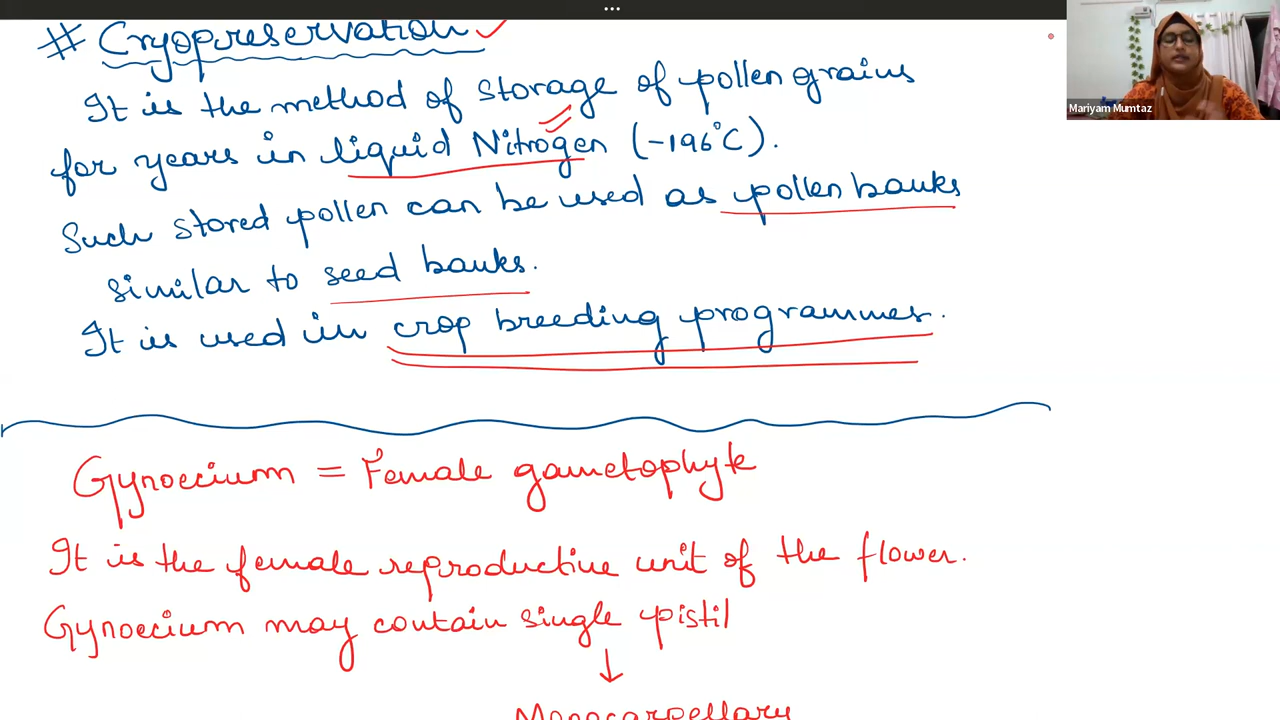 # Cryopreservation
Mariyam Mumtaz
It is the method of storage of pollen grains
for years in liquid Nitrogen (-196°C).
Such stored pollen can be used as pollen banks
similar to seed banks.
It is used in crop breeding programmes.
Gynoecium = Female gametophyte
It is the female reproductive unit of the flower.
Gynoecium may contain single pistil
Monocarpellary